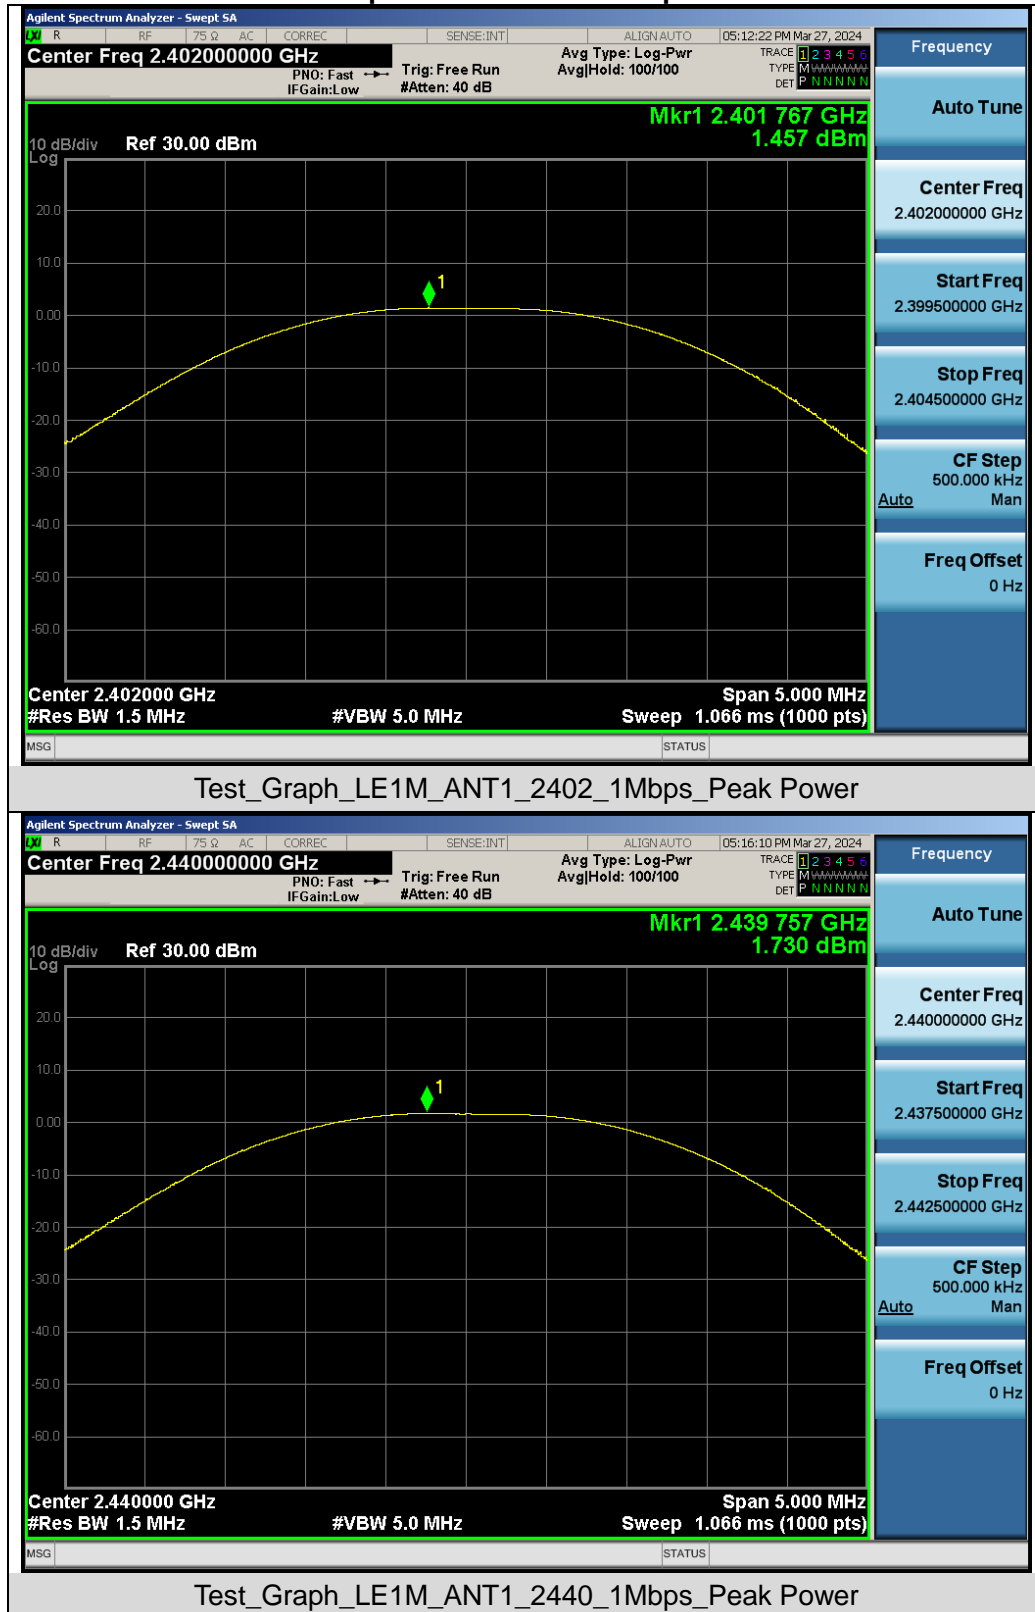 Agilent Spectrum Analyzer - Swept SA
LXI R RF 75 Ω AC CORREC SENSE:INT ALIGN AUTO 05:12:22 PM Mar 27, 2024
Center Freq 2.402000000 GHz
PNO: Fast
IFGain:Low
Trig: Free Run
#Atten: 40 dB
Avg Type: Log-Pwr
Avg|Hold: 100/100
TRACE 1 2 3 4 5 6
TYPE M WWWWW
DET P N N N N N
Mkr1 2.401 767 GHz
1.457 dBm
10 dB/div Ref 30.00 dBm
Log
20.0
10.0
1
0.00
-10.0
-20.0
-30.0
-40.0
-50.0
-60.0
Center 2.402000 GHz Span 5.000 MHz
#Res BW 1.5 MHz #VBW 5.0 MHz Sweep 1.066 ms (1000 pts)
MSG STATUS
Frequency
Auto Tune
Center Freq
2.402000000 GHz
Start Freq
2.399500000 GHz
Stop Freq
2.404500000 GHz
CF Step
500.000 kHz
Auto Man
Freq Offset
0 Hz
Test_Graph_LE1M_ANT1_2402_1Mbps_Peak Power
Agilent Spectrum Analyzer - Swept SA
LXI R RF 75 Ω AC CORREC SENSE:INT ALIGN AUTO 05:16:10 PM Mar 27, 2024
Center Freq 2.440000000 GHz
PNO: Fast
IFGain:Low
Trig: Free Run
#Atten: 40 dB
Avg Type: Log-Pwr
Avg|Hold: 100/100
TRACE 1 2 3 4 5 6
TYPE M WWWWW
DET P N N N N N
Mkr1 2.439 757 GHz
1.730 dBm
10 dB/div Ref 30.00 dBm
Log
20.0
10.0
1
0.00
-10.0
-20.0
-30.0
-40.0
-50.0
-60.0
Center 2.440000 GHz Span 5.000 MHz
#Res BW 1.5 MHz #VBW 5.0 MHz Sweep 1.066 ms (1000 pts)
MSG STATUS
Frequency
Auto Tune
Center Freq
2.440000000 GHz
Start Freq
2.437500000 GHz
Stop Freq
2.442500000 GHz
CF Step
500.000 kHz
Auto Man
Freq Offset
0 Hz
Test_Graph_LE1M_ANT1_2440_1Mbps_Peak Power